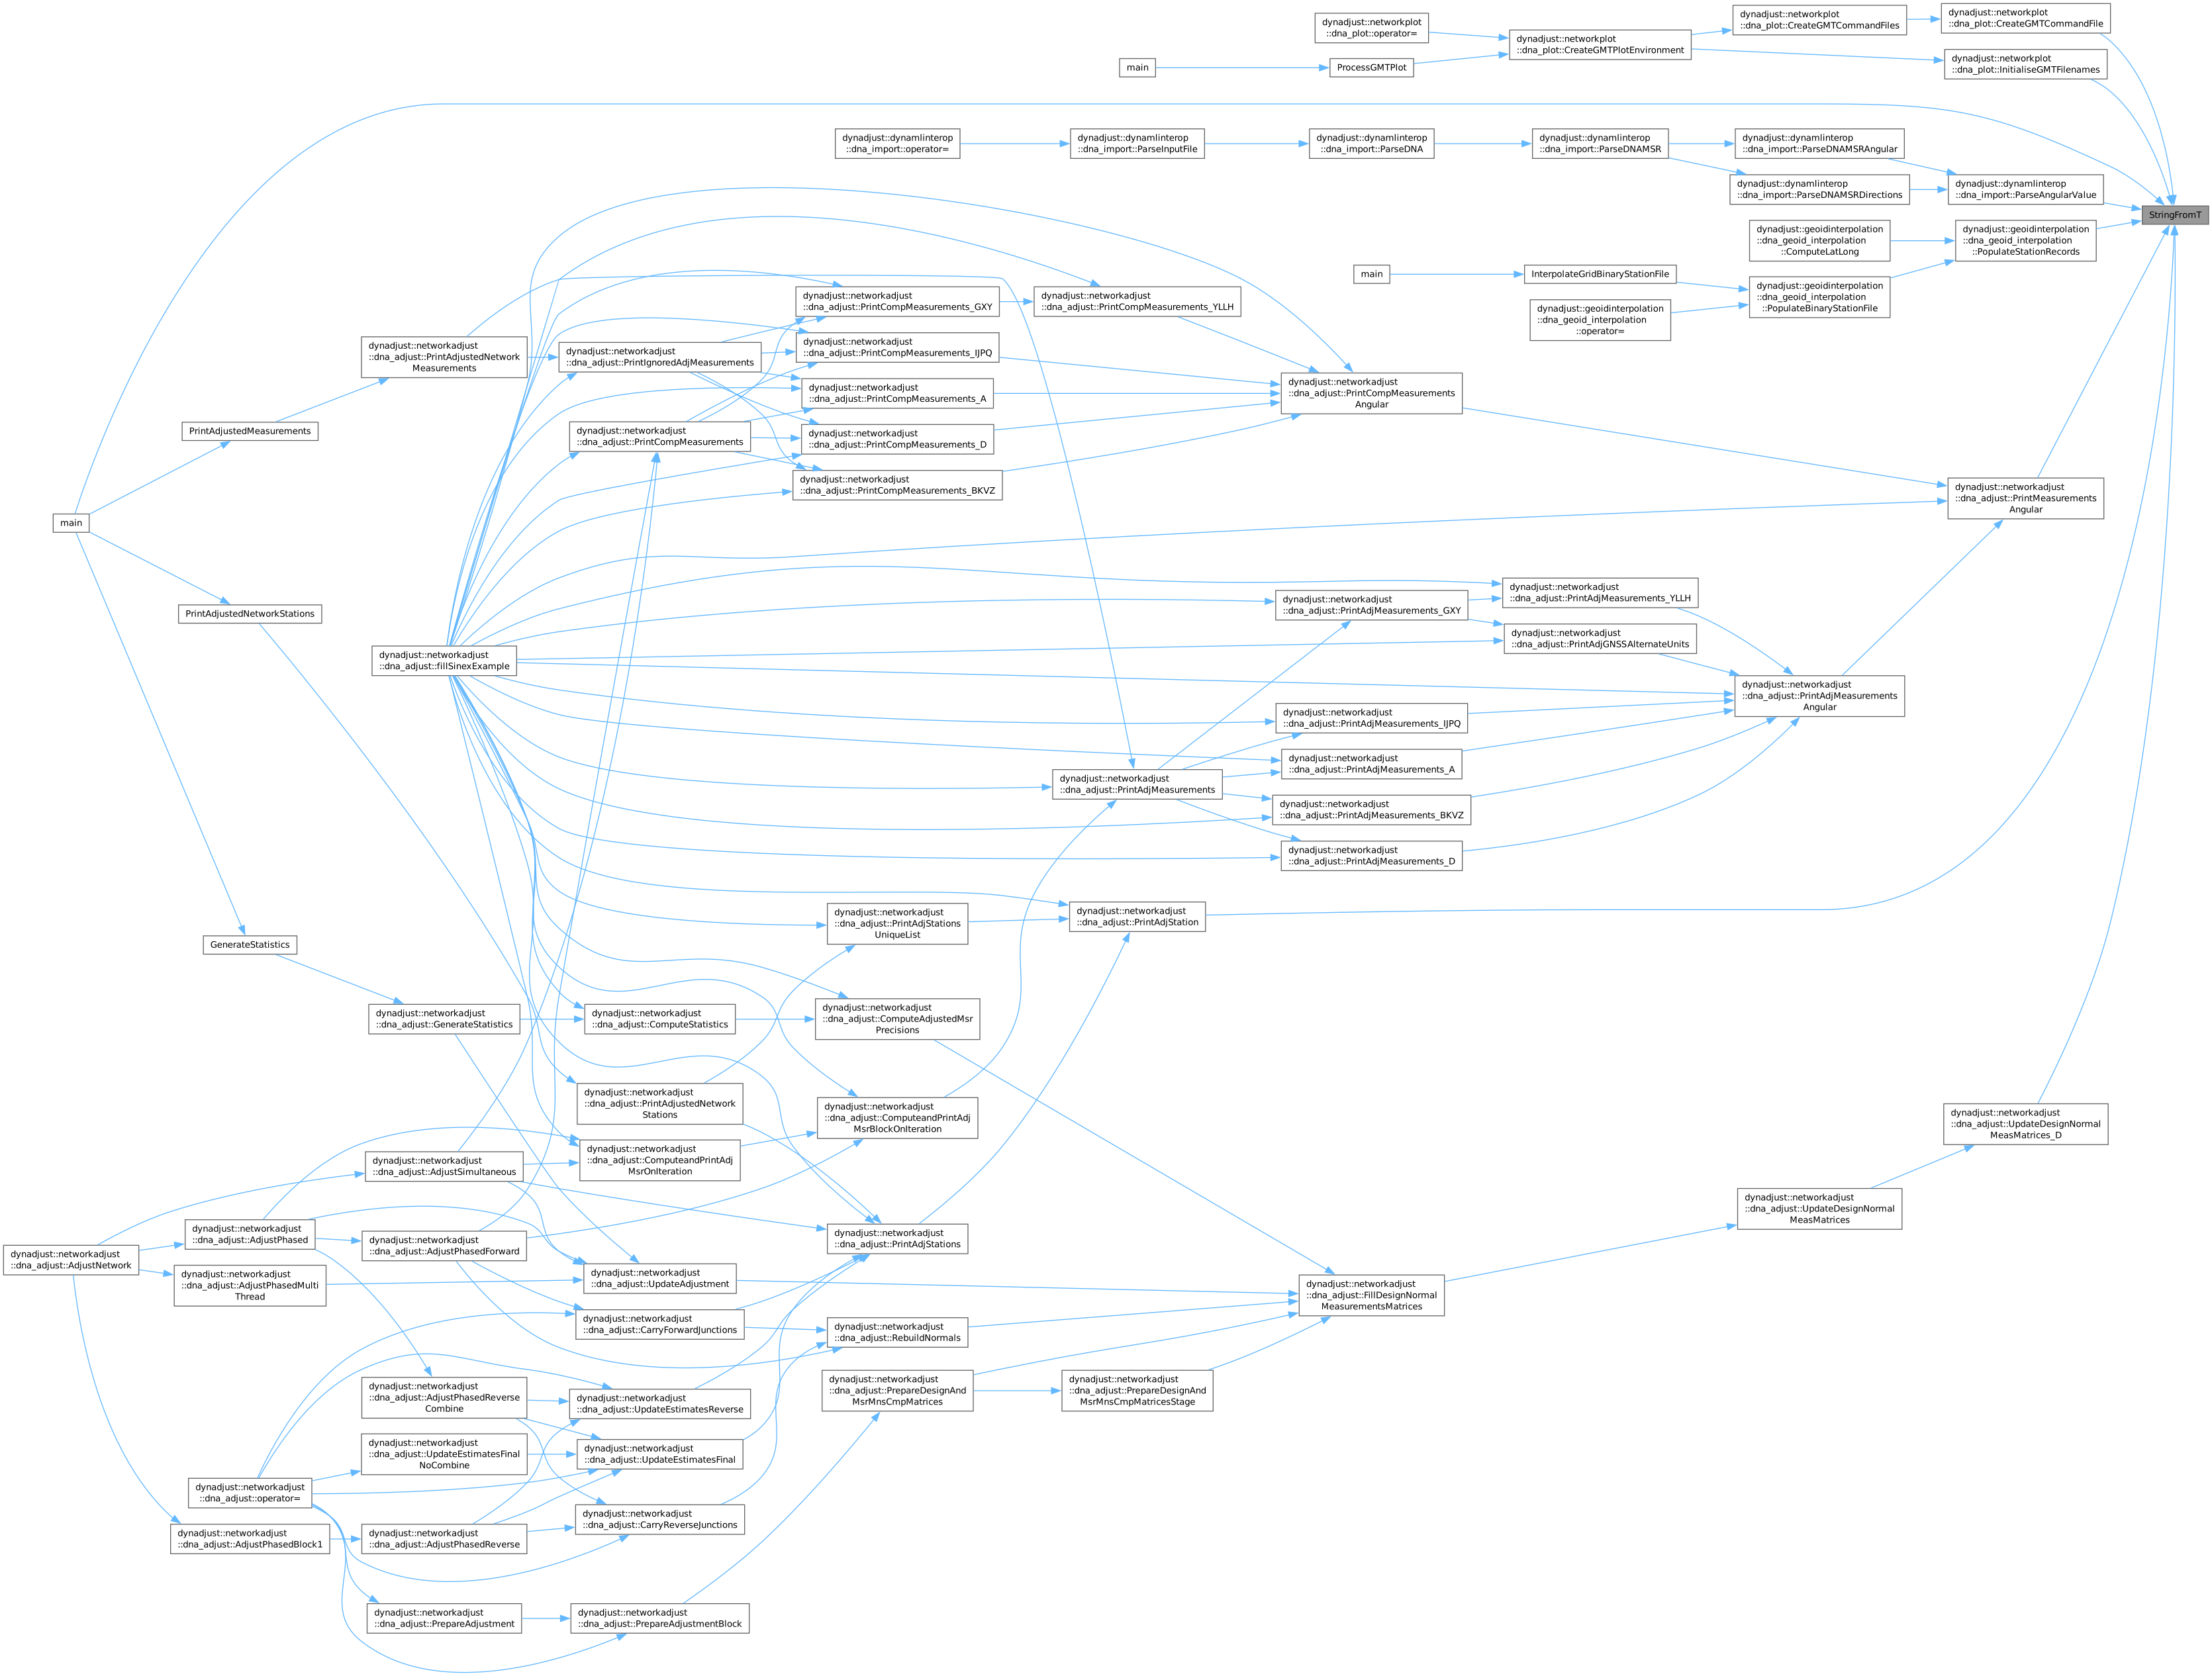 dynadjust::networkplot
::dna_plot::CreateGMTCommandFile
dynadjust::networkplot
::dna_plot::CreateGMTCommandFiles
dynadjust::networkplot
::dna_plot::operator=
dynadjust::networkplot
::dna_plot::CreateGMTPlotEnvironment
dynadjust::networkplot
::dna_plot::InitialiseGMTFilenames
main
ProcessGMTPlot
dynadjust::dynamlinterop
::dna_import::operator=
dynadjust::dynamlinterop
::dna_import::ParseInputFile
dynadjust::dynamlinterop
::dna_import::ParseDNA
dynadjust::dynamlinterop
::dna_import::ParseDNAMSR
dynadjust::dynamlinterop
::dna_import::ParseDNAMSRAngular
dynadjust::dynamlinterop
::dna_import::ParseDNAMSRDirections
dynadjust::dynamlinterop
::dna_import::ParseAngularValue
StringFromT
dynadjust::geoidinterpolation
::dna_geoid_interpolation
::ComputeLatLong
dynadjust::geoidinterpolation
::dna_geoid_interpolation
::PopulateStationRecords
main
InterpolateGridBinaryStationFile
dynadjust::geoidinterpolation
::dna_geoid_interpolation
::PopulateBinaryStationFile
dynadjust::geoidinterpolation
::dna_geoid_interpolation
::operator=
dynadjust::networkadjust
::dna_adjust::PrintCompMeasurements_GXY
dynadjust::networkadjust
::dna_adjust::PrintCompMeasurements_YLLH
dynadjust::networkadjust
::dna_adjust::PrintAdjustedNetwork
Measurements
dynadjust::networkadjust
::dna_adjust::PrintIgnoredAdjMeasurements
dynadjust::networkadjust
::dna_adjust::PrintCompMeasurements_IJPQ
dynadjust::networkadjust
::dna_adjust::PrintCompMeasurements_A
dynadjust::networkadjust
::dna_adjust::PrintCompMeasurements
Angular
PrintAdjustedMeasurements
dynadjust::networkadjust
::dna_adjust::PrintCompMeasurements
dynadjust::networkadjust
::dna_adjust::PrintCompMeasurements_D
dynadjust::networkadjust
::dna_adjust::PrintCompMeasurements_BKVZ
dynadjust::networkadjust
::dna_adjust::PrintMeasurements
Angular
main
PrintAdjustedNetworkStations
dynadjust::networkadjust
::dna_adjust::PrintAdjMeasurements_GXY
dynadjust::networkadjust
::dna_adjust::PrintAdjMeasurements_YLLH
dynadjust::networkadjust
::dna_adjust::PrintAdjGNSSAlternateUnits
dynadjust::networkadjust
::dna_adjust::fillSinexExample
dynadjust::networkadjust
::dna_adjust::PrintAdjMeasurements
Angular
dynadjust::networkadjust
::dna_adjust::PrintAdjMeasurements_IJPQ
dynadjust::networkadjust
::dna_adjust::PrintAdjMeasurements_A
dynadjust::networkadjust
::dna_adjust::PrintAdjMeasurements
dynadjust::networkadjust
::dna_adjust::PrintAdjMeasurements_BKVZ
dynadjust::networkadjust
::dna_adjust::PrintAdjMeasurements_D
GenerateStatistics
dynadjust::networkadjust
::dna_adjust::PrintAdjStations
UniqueList
dynadjust::networkadjust
::dna_adjust::PrintAdjStation
dynadjust::networkadjust
::dna_adjust::GenerateStatistics
dynadjust::networkadjust
::dna_adjust::ComputeStatistics
dynadjust::networkadjust
::dna_adjust::ComputeAdjustedMsr
Precisions
dynadjust::networkadjust
::dna_adjust::PrintAdjustedNetwork
Stations
dynadjust::networkadjust
::dna_adjust::ComputeandPrintAdj
MsrBlockOnIteration
dynadjust::networkadjust
::dna_adjust::UpdateDesignNormal
MeasMatrices_D
dynadjust::networkadjust
::dna_adjust::AdjustSimultaneous
dynadjust::networkadjust
::dna_adjust::ComputeandPrintAdj
MsrOnIteration
dynadjust::networkadjust
::dna_adjust::UpdateDesignNormal
MeasMatrices
dynadjust::networkadjust
::dna_adjust::AdjustNetwork
dynadjust::networkadjust
::dna_adjust::AdjustPhased
dynadjust::networkadjust
::dna_adjust::AdjustPhasedForward
dynadjust::networkadjust
::dna_adjust::PrintAdjStations
dynadjust::networkadjust
::dna_adjust::AdjustPhasedMulti
Thread
dynadjust::networkadjust
::dna_adjust::UpdateAdjustment
dynadjust::networkadjust
::dna_adjust::FillDesignNormal
MeasurementsMatrices
dynadjust::networkadjust
::dna_adjust::CarryForwardJunctions
dynadjust::networkadjust
::dna_adjust::RebuildNormals
dynadjust::networkadjust
::dna_adjust::AdjustPhasedReverse
Combine
dynadjust::networkadjust
::dna_adjust::UpdateEstimatesReverse
dynadjust::networkadjust
::dna_adjust::PrepareDesignAnd
MsrMnsCmpMatrices
dynadjust::networkadjust
::dna_adjust::PrepareDesignAnd
MsrMnsCmpMatricesStage
dynadjust::networkadjust
::dna_adjust::UpdateEstimatesFinal
NoCombine
dynadjust::networkadjust
::dna_adjust::UpdateEstimatesFinal
dynadjust::networkadjust
::dna_adjust::operator=
dynadjust::networkadjust
::dna_adjust::AdjustPhasedBlock1
dynadjust::networkadjust
::dna_adjust::AdjustPhasedReverse
dynadjust::networkadjust
::dna_adjust::CarryReverseJunctions
dynadjust::networkadjust
::dna_adjust::PrepareAdjustment
dynadjust::networkadjust
::dna_adjust::PrepareAdjustmentBlock